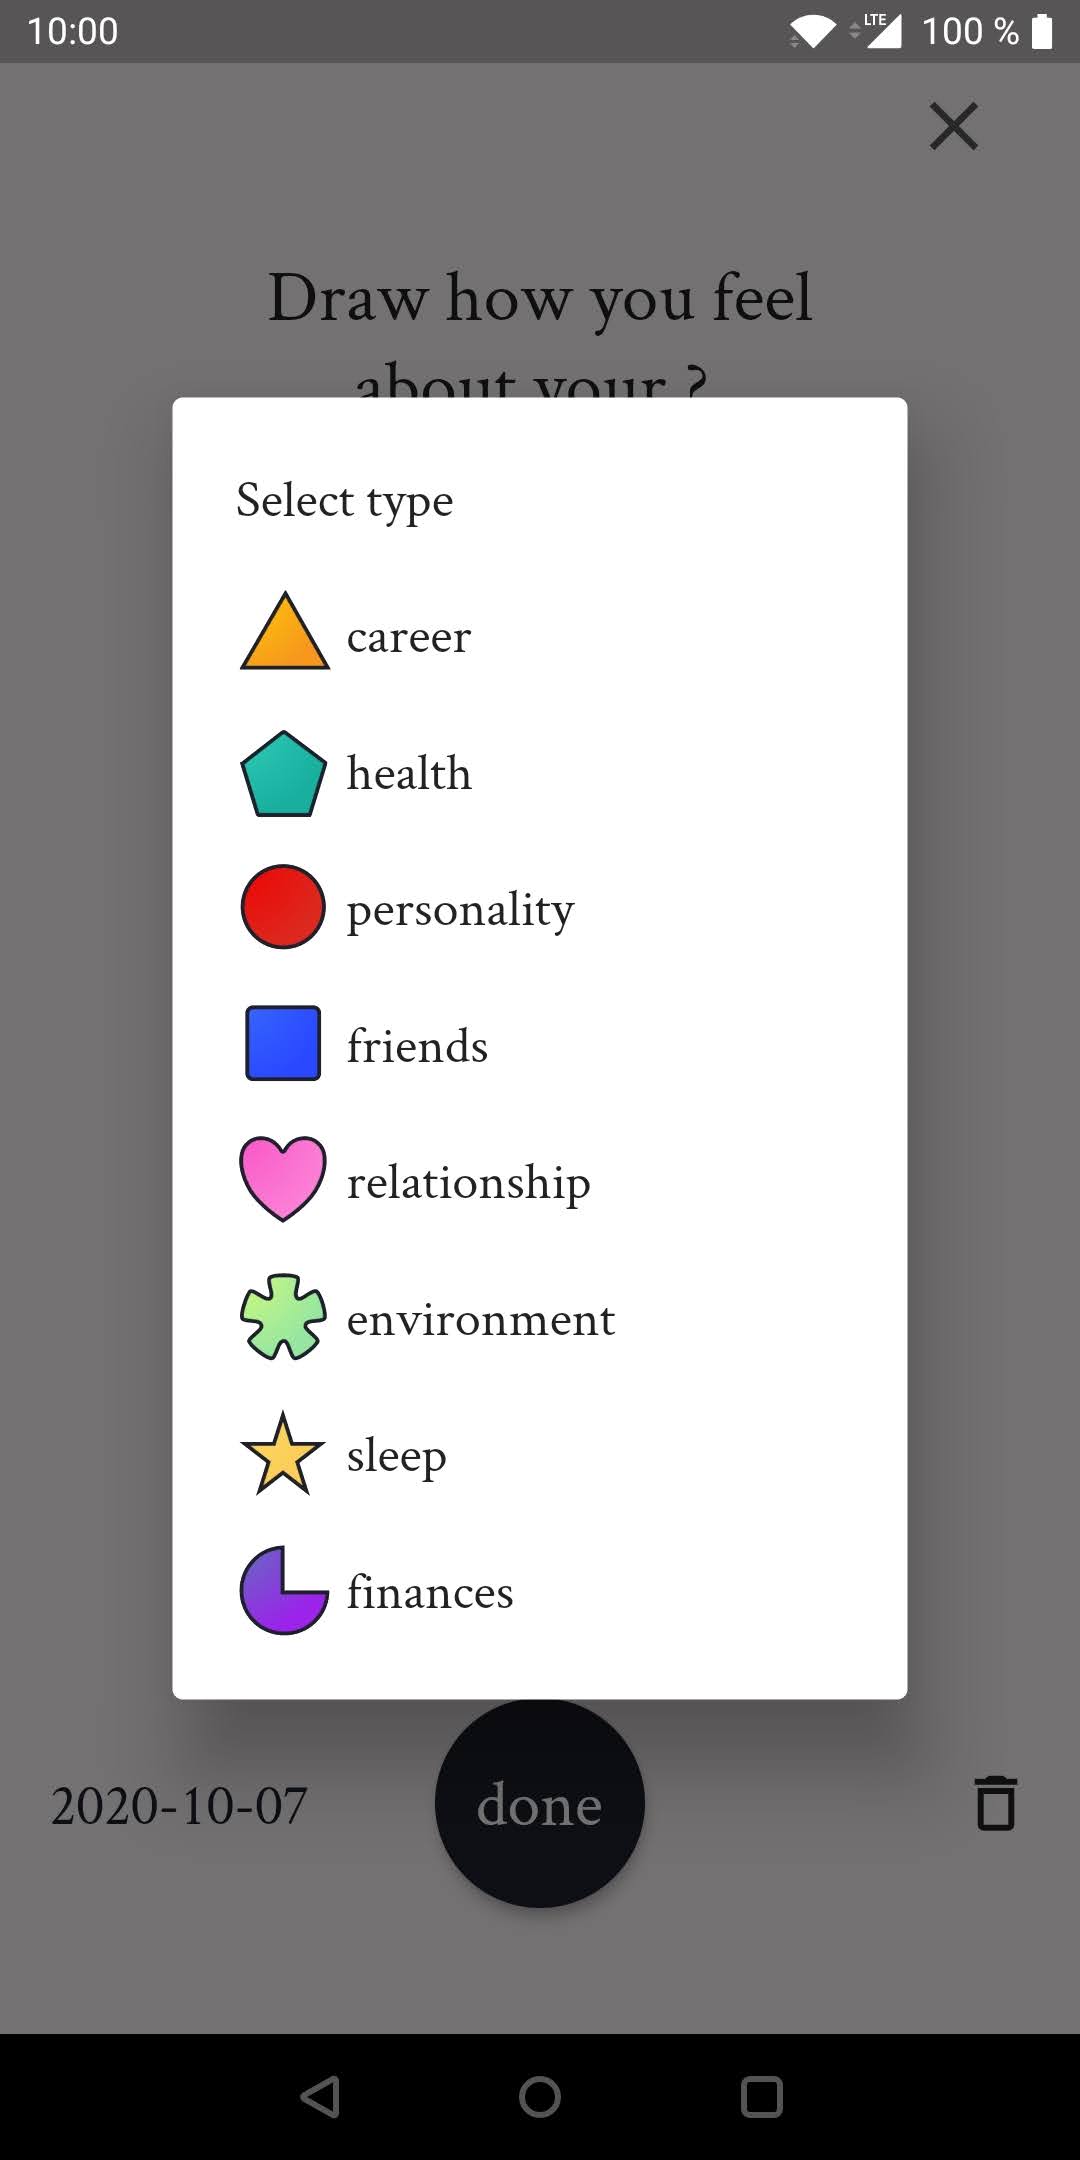 10:00
LTE 100 %
Draw how you feel
about your ?
Select type
career
health
personality
friends
relationship
environment
sleep
finances
2020-10-07
done